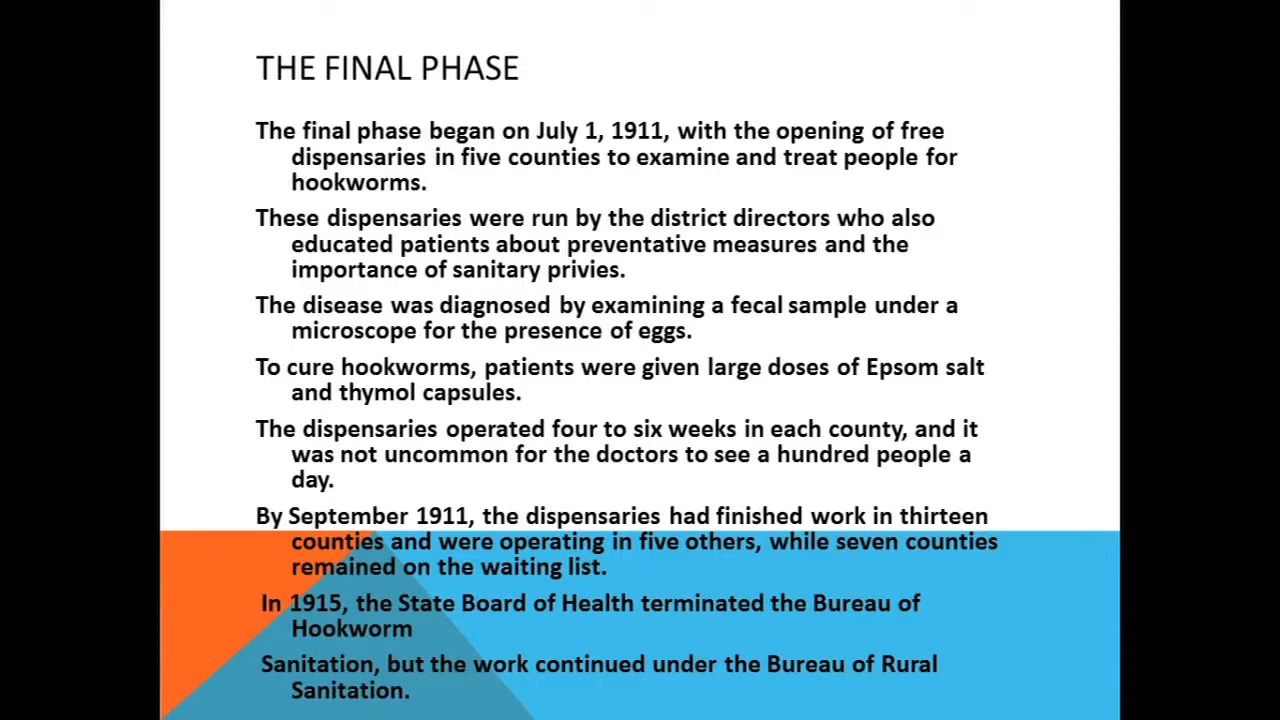 THE FINAL PHASE
The final phase began on July 1, 1911, with the opening of free
dispensaries in five counties to examine and treat people for
hookworms.
These dispensaries were run by the district directors who also
educated patients about preventative measures and the
importance of sanitary privies.
The disease was diagnosed by examining a fecal sample under a
microscope for the presence of eggs.
To cure hookworms, patients were given large doses of Epsom salt
and thymol capsules.
The dispensaries operated four to six weeks in each county, and it
was not uncommon for the doctors to see a hundred people a
day.
By September 1911, the dispensaries had finished work in thirteen
counties and were operating in five others, while seven counties
remained on the waiting list.
In 1915, the State Board of Health terminated the Bureau of
Hookworm
Sanitation, but the work continued under the Bureau of Rural
Sanitation.